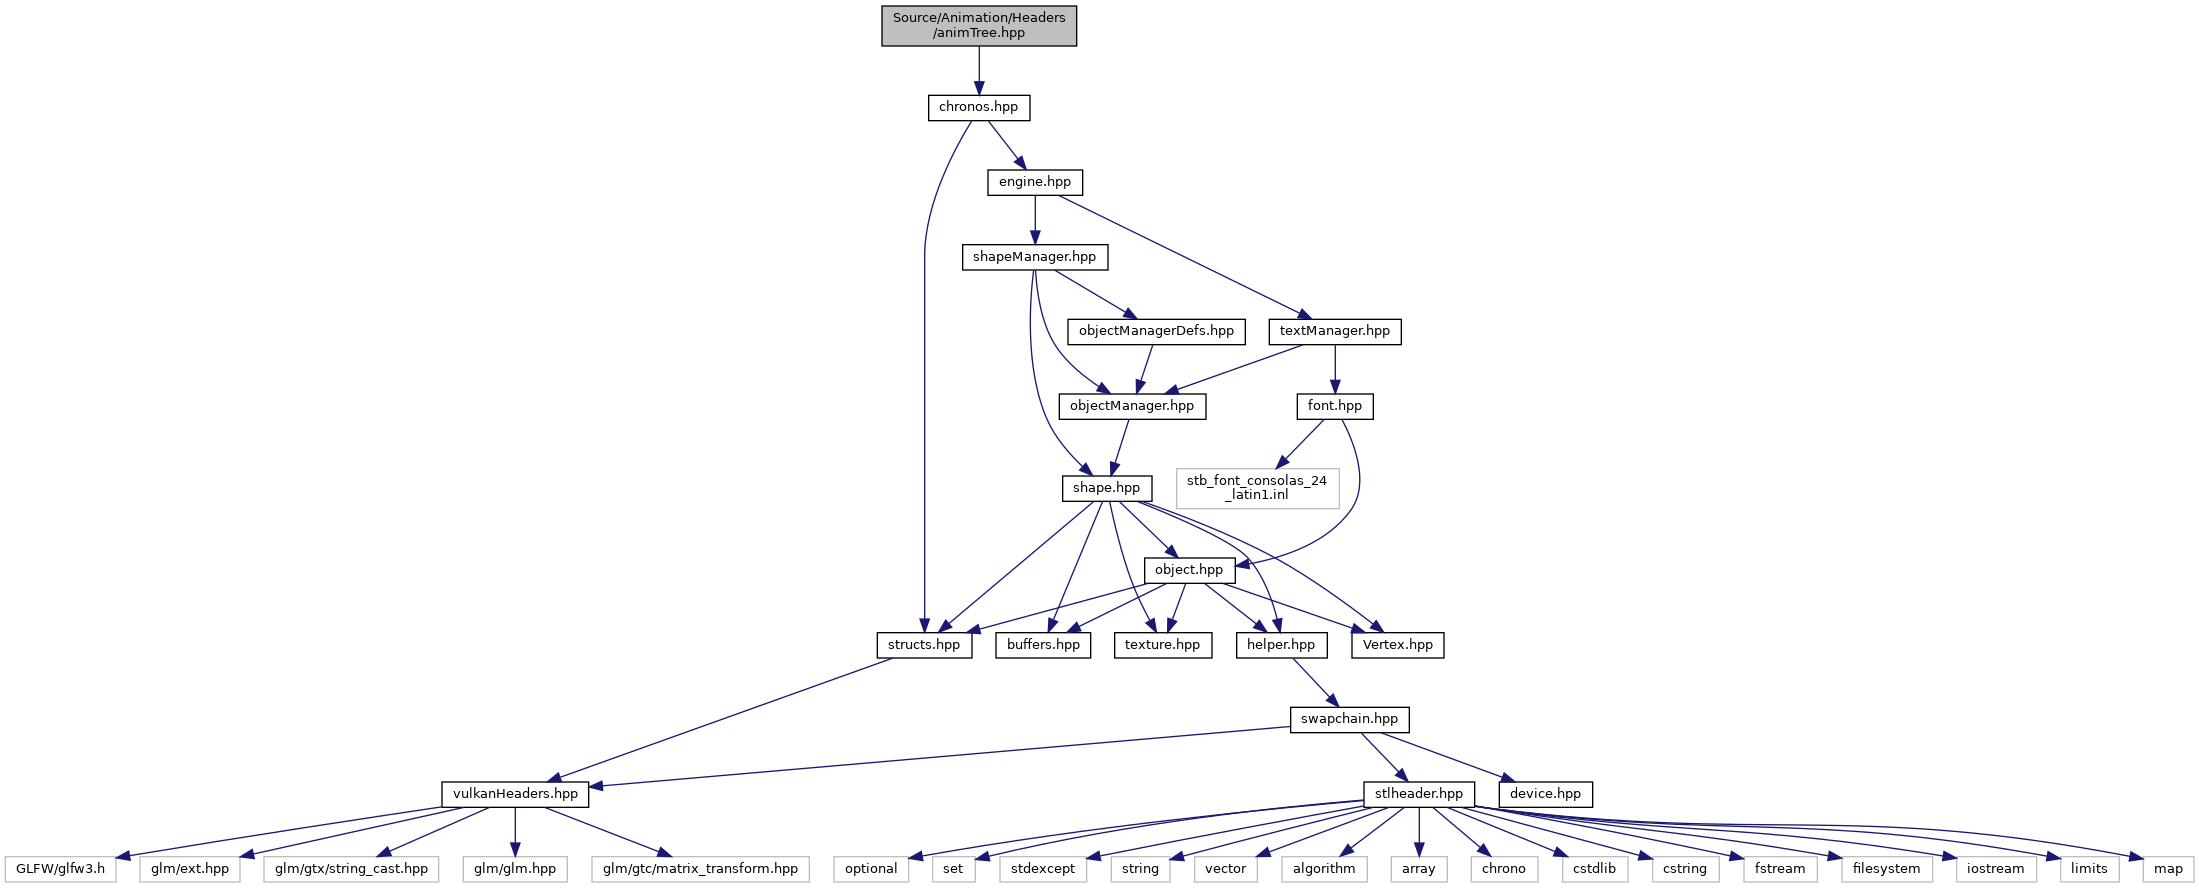 Source/Animation/Headers
/animTree.hpp
chronos.hpp
engine.hpp
shapeManager.hpp
objectManagerDefs.hpp
textManager.hpp
objectManager.hpp
font.hpp
stb_font_consolas_24
_latin1.inl
shape.hpp
object.hpp
structs.hpp
buffers.hpp
texture.hpp
helper.hpp
Vertex.hpp
swapchain.hpp
vulkanHeaders.hpp
stlheader.hpp
device.hpp
GLFW/glfw3.h
glm/ext.hpp
glm/gtx/string_cast.hpp
glm/glm.hpp
glm/gtc/matrix_transform.hpp
optional
set
stdexcept
string
vector
algorithm
array
chrono
cstdlib
cstring
fstream
filesystem
iostream
limits
map